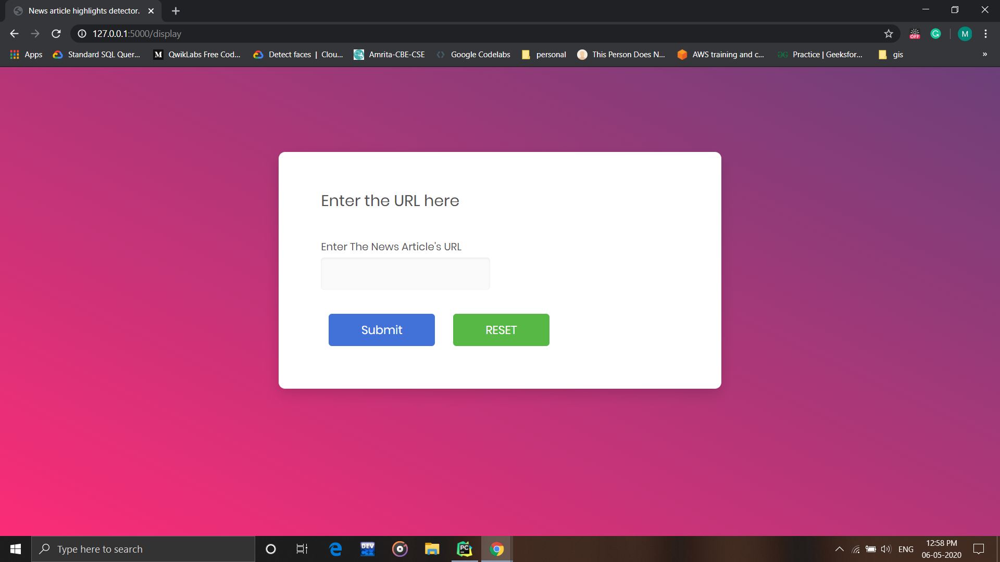 News article highlights detector.
127.0.0.1:5000/display
M
Apps
Standard SQL Quer...
M
QwikLabs Free Cod...
Detect faces | Clou...
Amrita-CBE-CSE
Google Codelabs
personal
This Person Does N...
AWS training and c...
Practice | Geeksfor...
gis
»
OFF
G
Enter the URL here
Enter The News Article's URL
Submit
RESET
Type here to search
DEV
C++
PC
ENG
12:58 PM
06-05-2020